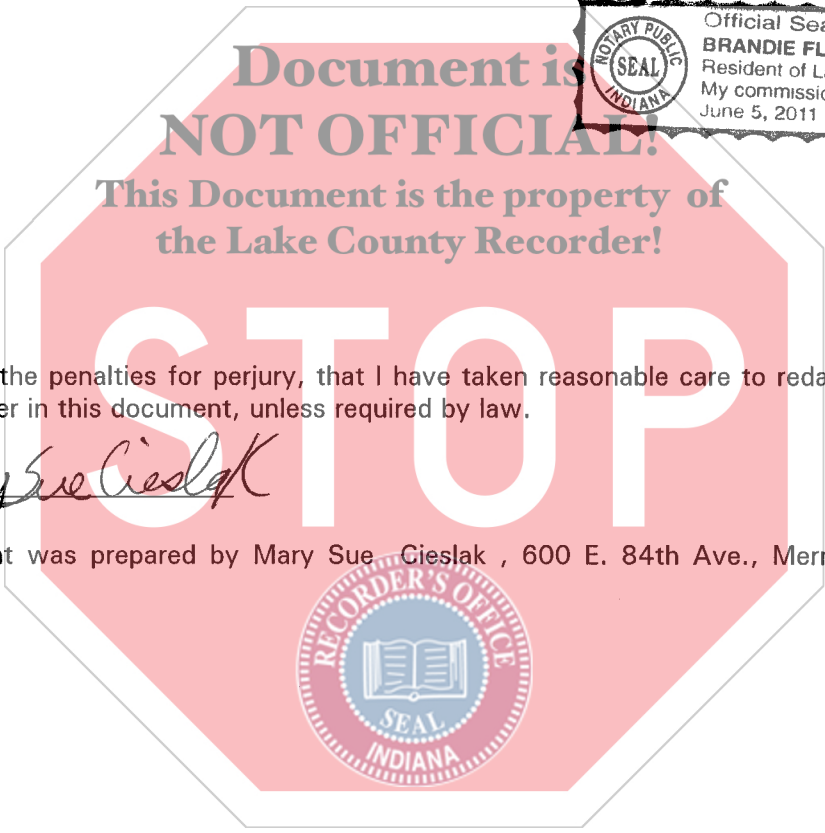 Official Sea
NOTARY PUBLIC
SEAL
INDIANA
BRANDIE FL
Resident of L
My commissio
June 5, 2011
Document is
NOT OFFICIAL!
This Document is the property of
the Lake County Recorder!
STOP
the penalties for perjury, that I have taken reasonable care to reda
er in this document, unless required by law.
Sue Cieslak
t was prepared by Mary Sue Cieslak , 600 E. 84th Ave., Merr
RECORDER'S OFFICE
SEAL
INDIANA